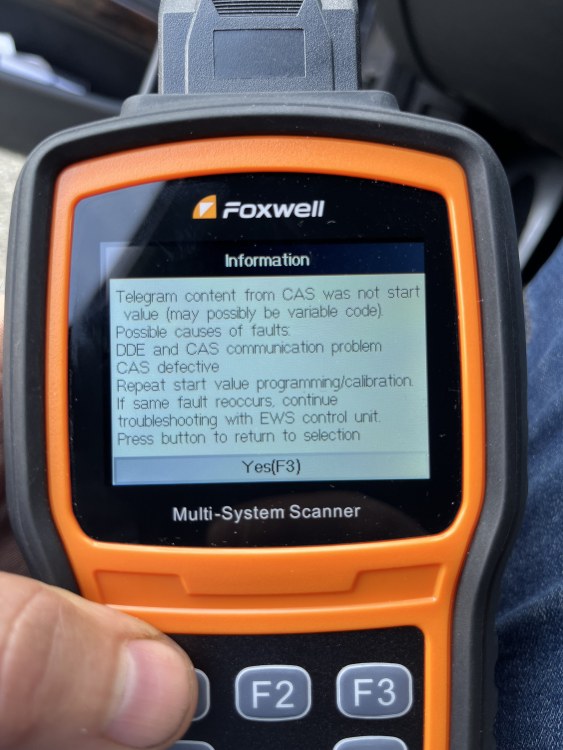 FOXWELL
Information
Telegram content from CAS was not start
value (may possibly be variable code).
Possible causes of faults:
DDE and CAS communication problem
CAS defective
Repeat start value programming/calibration.
If same fault reoccurs, continue
troubleshooting with EWS control unit.
Press button to return to selection
Yes(F3)
Multi-System Scanner
F2
F3